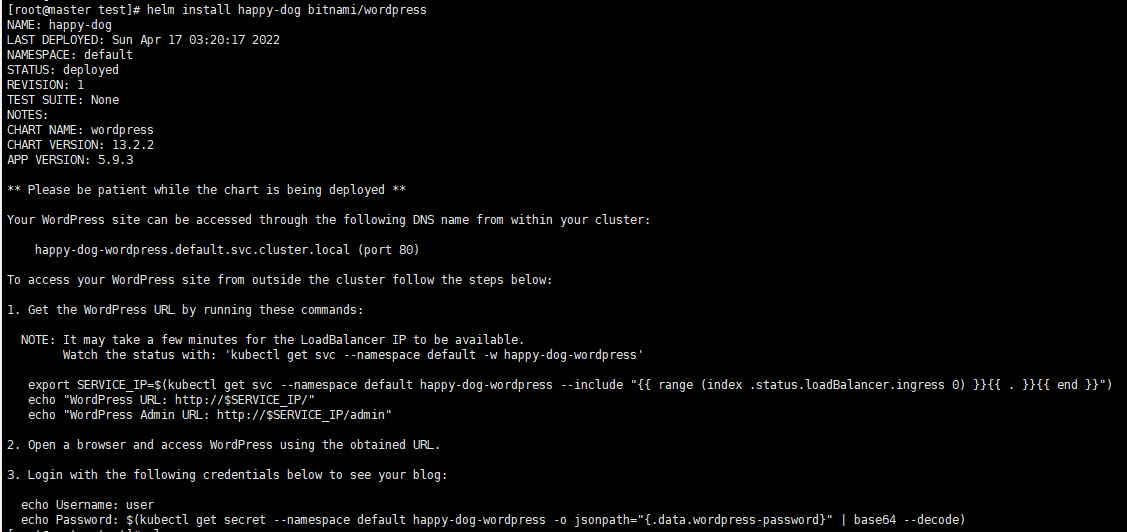 [root@master test]# helm install happy-dog bitnami/wordpress
NAME: happy-dog
LAST DEPLOYED: Sun Apr 17 03:20:17 2022
NAMESPACE: default
STATUS: deployed
REVISION: 1
TEST SUITE: None
NOTES:
CHART NAME: wordpress
CHART VERSION: 13.2.2
APP VERSION: 5.9.3
** Please be patient while the chart is being deployed **
Your WordPress site can be accessed through the following DNS name from within your cluster:
happy-dog-wordpress.default.svc.cluster.local (port 80)
To access your WordPress site from outside the cluster follow the steps below:
1. Get the WordPress URL by running these commands:
NOTE: It may take a few minutes for the LoadBalancer IP to be available.
Watch the status with: 'kubectl get svc --namespace default -w happy-dog-wordpress'
export SERVICE_IP=$(kubectl get svc --namespace default happy-dog-wordpress --include "{{ range (index .status.loadBalancer.ingress 0) }}{{ . }}{{ end }}")
echo "WordPress URL: http://$SERVICE_IP/"
echo "WordPress Admin URL: http://$SERVICE_IP/admin"
2. Open a browser and access WordPress using the obtained URL.
3. Login with the following credentials below to see your blog:
echo Username: user
echo Password: $(kubectl get secret --namespace default happy-dog-wordpress -o jsonpath="{.data.wordpress-password}" | base64 --decode)